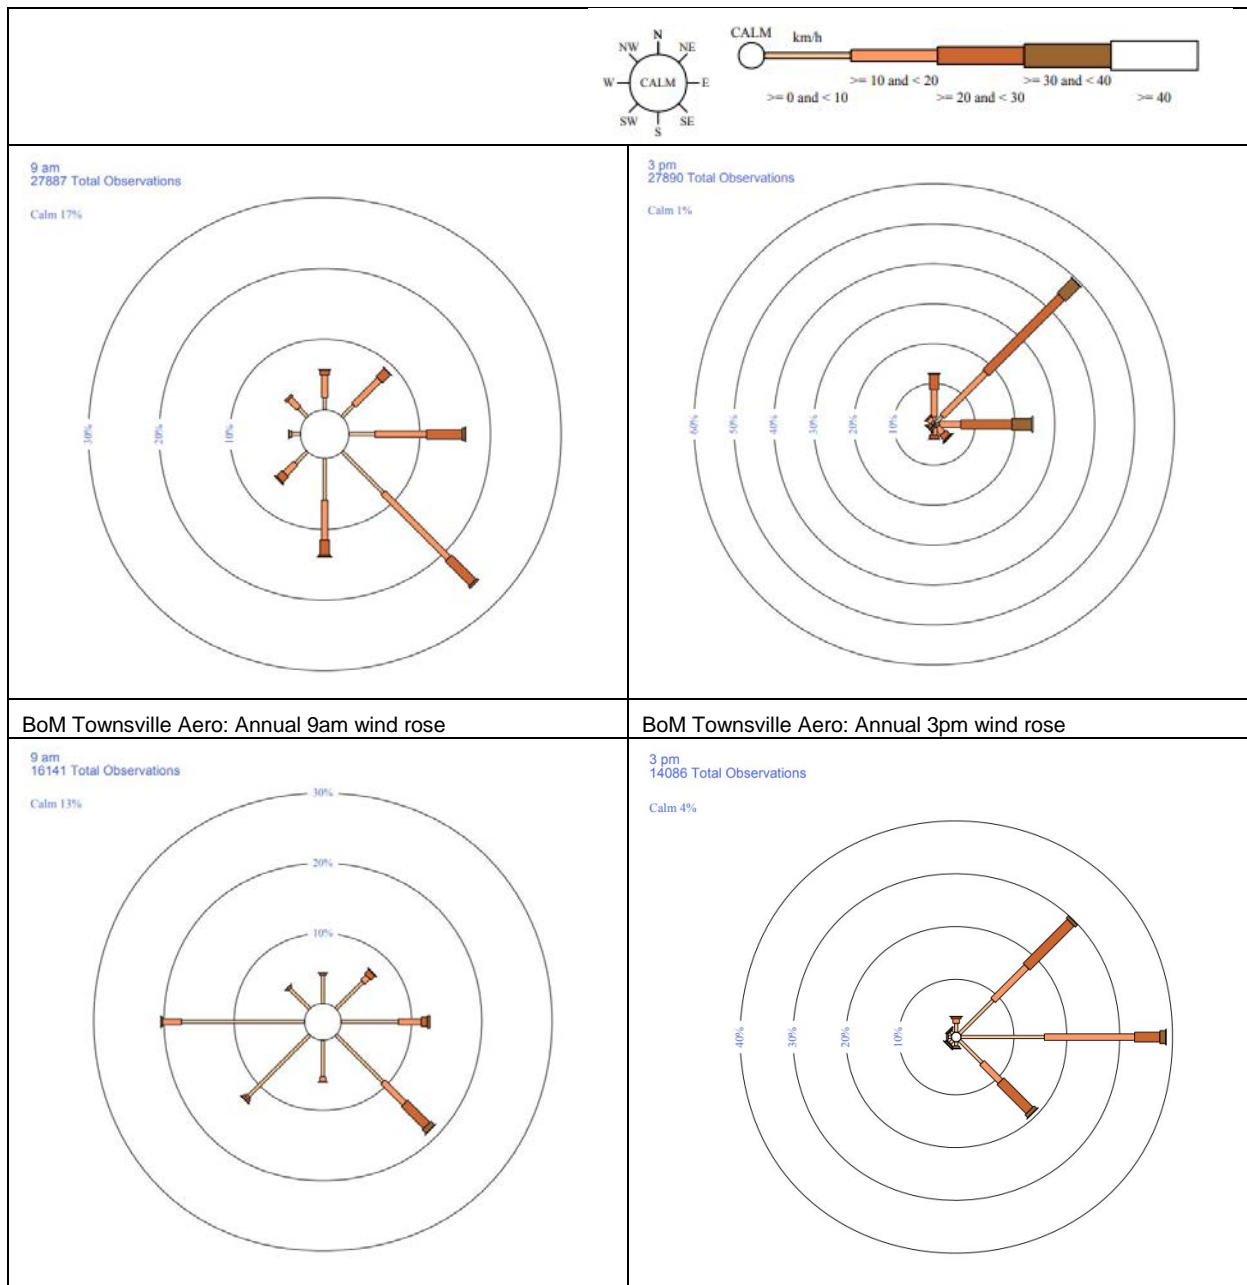 N
NW NE
W CALM E
SW SE
S
CALM km/h
>= 10 and < 20 >= 30 and < 40
>= 0 and < 10 >= 20 and < 30 >= 40
9 am
27887 Total Observations
Calm 17%
30% 20% 10%
3 pm
27890 Total Observations
Calm 1%
60% 50% 40% 30% 20% 10%
BoM Townsville Aero: Annual 9am wind rose
BoM Townsville Aero: Annual 3pm wind rose
9 am
16141 Total Observations
Calm 13%
30%
20%
10%
3 pm
14086 Total Observations
Calm 4%
40% 30% 20% 10%